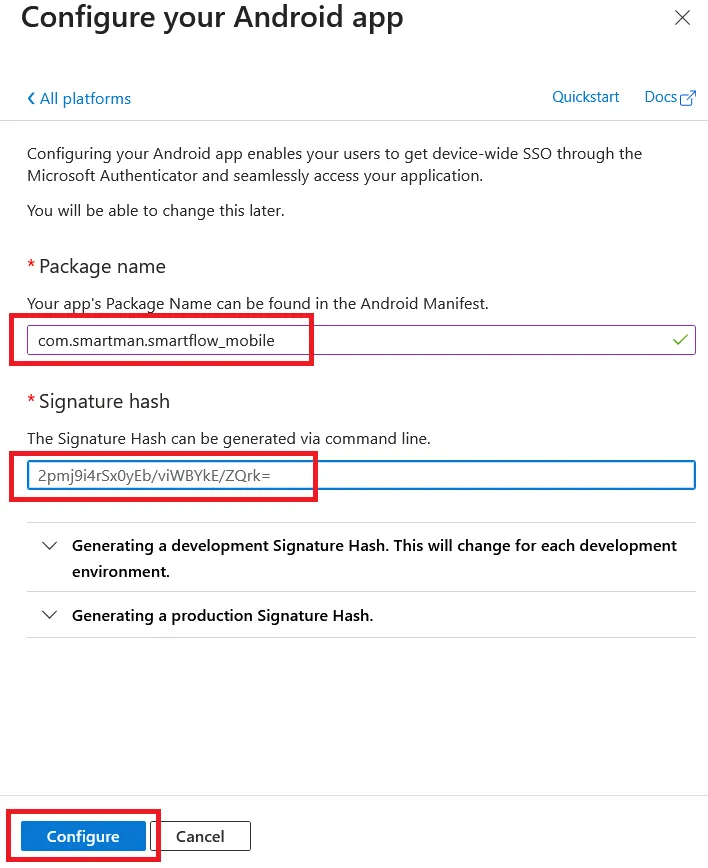 Configure your Android app
All platforms
Quickstart
Docs
Configuring your Android app enables your users to get device-wide SSO through the
Microsoft Authenticator and seamlessly access your application.
You will be able to change this later.
* Package name
Your app's Package Name can be found in the Android Manifest.
com.smartman.smartflow_mobile
* Signature hash
The Signature Hash can be generated via command line.
2pmj9i4rSx0yEb/viWBYkE/ZQrk=
Generating a development Signature Hash. This will change for each development
environment.
Generating a production Signature Hash.
Configure
Cancel